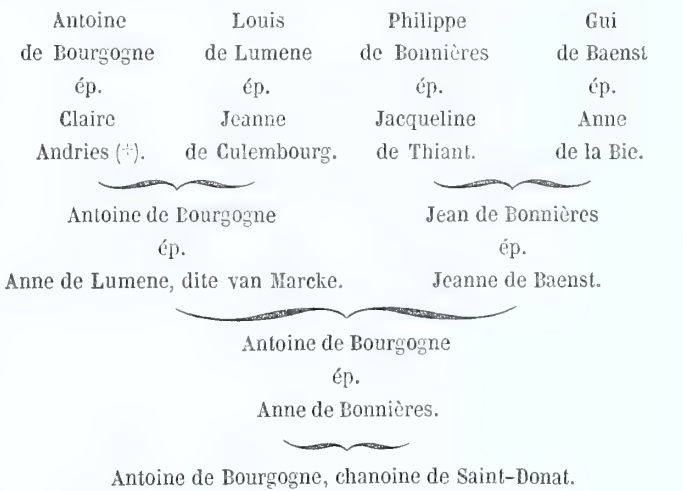 Antoine Louis Philippe Gui
de Bourgogne de Lumene de Bonnières de Baenst
ép. ép. ép. ép.
Claire Jeanne Jacqueline Anne
Andries (*). de Culembourg. de Thiant. de la Bie.
Antoine de Bourgogne Jean de Bonnières
ép. ép.
Anne de Lumene, dite van Marcke. Jeanne de Baenst.
Antoine de Bourgogne
ép.
Anne de Bonnières.
Antoine de Bourgogne, chanoine de Saint-Donat.